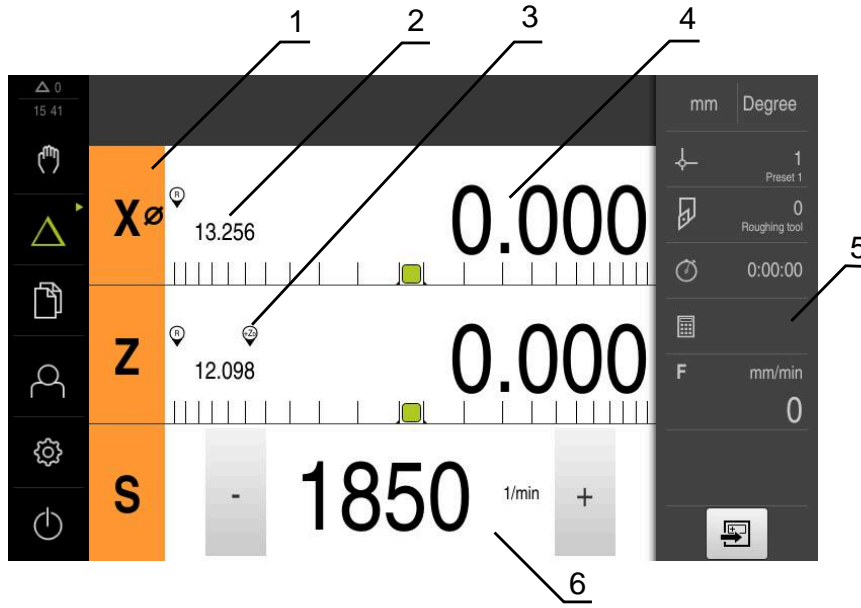 1 2 3 4
0
15 41
mm Degree
1
Preset 1
R
X⌀ 13.256 0.000
0
Roughing tool
5
0:00:00
R +Z0
Z 12.098 0.000
F mm/min
0
S - 1850 1/min +
6